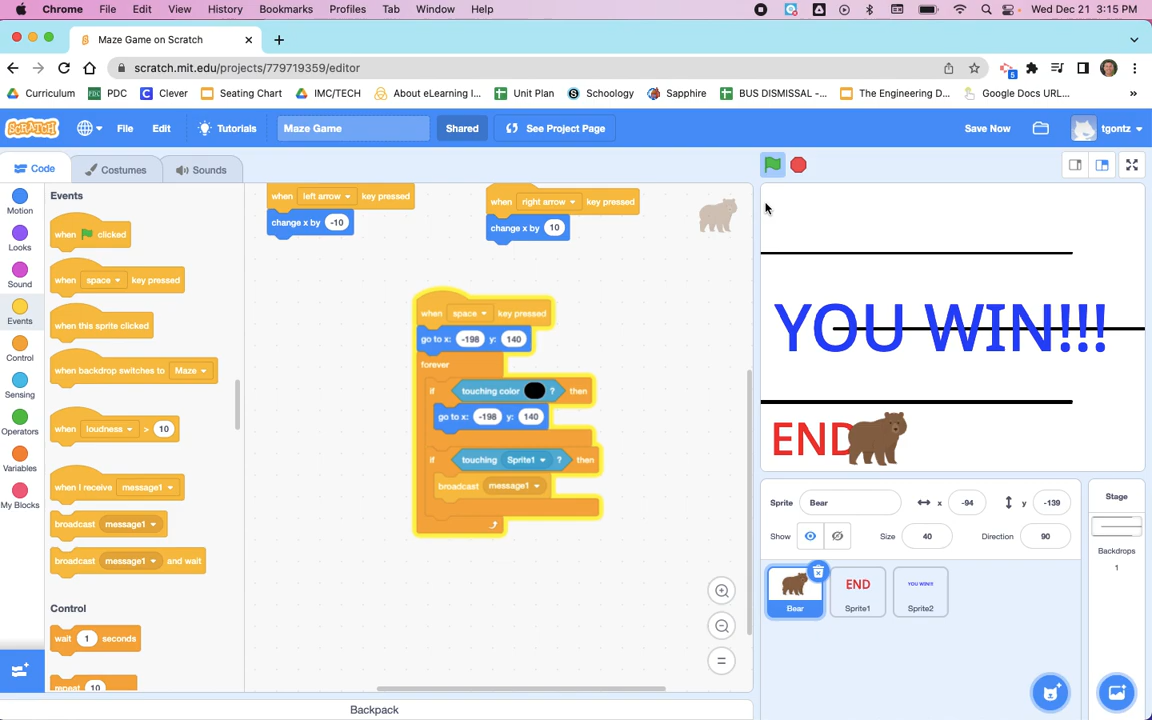 Chrome File Edit View History Bookmarks Profiles Tab Window Help Wed Dec 21 3:15 PM
Maze Game on Scratch
scratch.mit.edu/projects/779719359/editor
5
Curriculum PDC Clever Seating Chart IMC/TECH About eLearning I... Unit Plan Schoology Sapphire BUS DISMISSAL -... The Engineering D... Google Docs URL... »
SCRATCH File Edit Tutorials Maze Game Shared See Project Page Save Now tgontz
Code Costumes Sounds
Motion
Looks
Sound
Events
Control
Sensing
Operators
Variables
My Blocks
Events
when clicked
when space key pressed
when this sprite clicked
when backdrop switches to Maze
when loudness > 10
when I receive message1
broadcast message1
broadcast message1 and wait
Control
wait 1 seconds
repeat 10
when left arrow key pressed
change x by -10
when right arrow key pressed
change x by 10
when space key pressed
go to x: -198 y: 140
forever
if touching color ? then
go to x: -198 y: 140
if touching Sprite1 ? then
broadcast message1
YOU WIN!!!
END
Sprite Bear x -94 y -139
Show Size 40 Direction 90
Bear
END
Sprite1
YOU WIN!!!
Sprite2
Stage
Backdrops
1
Backpack